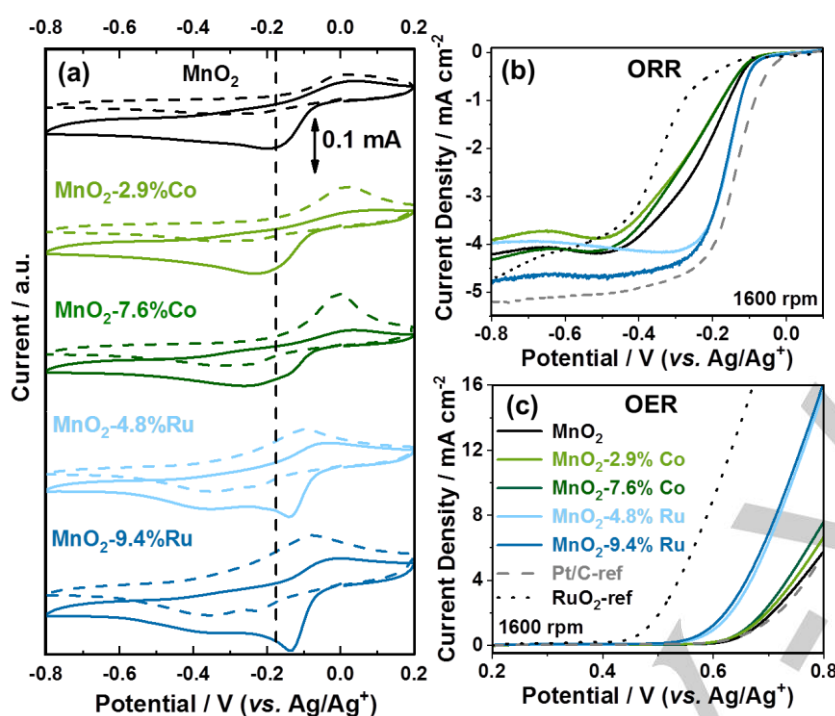 -0.8 -0.6 -0.4 -0.2 0.0 0.2
(a)
MnO₂
0.1 mA
MnO₂-2.9%Co
MnO₂-7.6%Co
MnO₂-4.8%Ru
MnO₂-9.4%Ru
Current / a.u.
-0.8 -0.6 -0.4 -0.2 0.0 0.2
Potential / V (vs. Ag/Ag⁺)
(b)
ORR
0
-1
-2
-3
-4
-5
Current Density / mA cm⁻²
1600 rpm
-0.8 -0.6 -0.4 -0.2 0.0
Potential / V (vs. Ag/Ag⁺)
(c)
OER
16
12
8
4
0
Current Density / mA cm⁻²
MnO₂
MnO₂-2.9% Co
MnO₂-7.6% Co
MnO₂-4.8% Ru
MnO₂-9.4% Ru
Pt/C-ref
RuO₂-ref
1600 rpm
0.2 0.4 0.6 0.8
Potential / V (vs. Ag/Ag⁺)